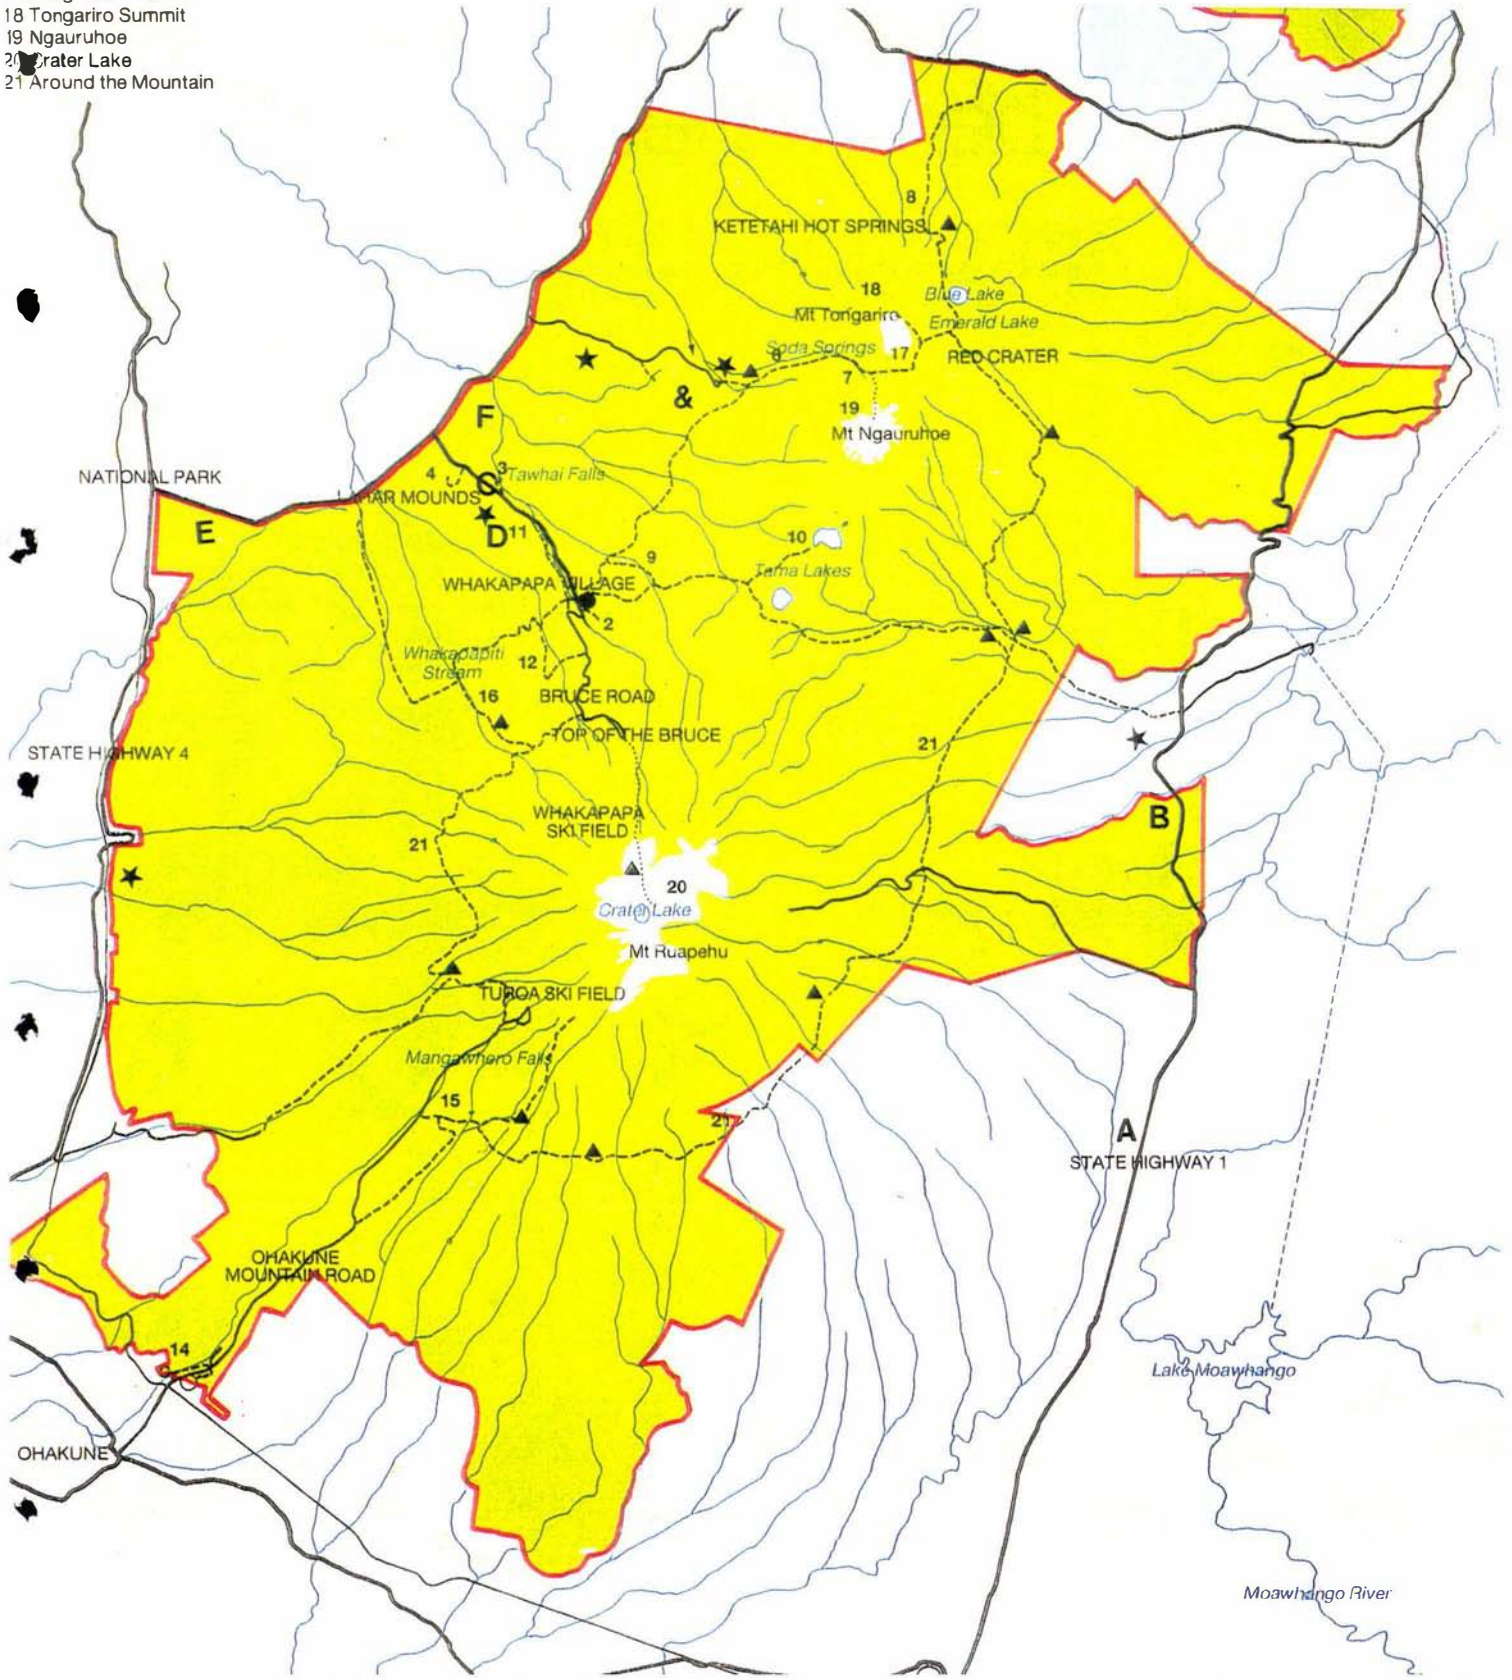 18 Tongariro Summit
19 Ngauruhoe
20 Crater Lake
21 Around the Mountain
8
KETETAHI HOT SPRINGS
18
Blue Lake
Mt Tongariro
Emerald Lake
Soda Springs
17
RED CRATER
6
7
&
19
F
Mt Ngauruhoe
3
4
Tawhai Falls
NATIONAL PARK
C
MOUNDS
E
D
11
10
9
Tama Lakes
WHAKAPAPA VILLAGE
2
Whakapapiti
Stream
12
16
BRUCE ROAD
TOP OF THE BRUCE
21
STATE HIGHWAY 4
WHAKAPAPA
SKI FIELD
B
21
20
Crater Lake
Mt Ruapehu
TUROA SKI FIELD
Mangawhero Falls
15
21
A
STATE HIGHWAY 1
OHAKUNE
MOUNTAIN ROAD
14
Lake Moawhango
OHAKUNE
Moawhango River